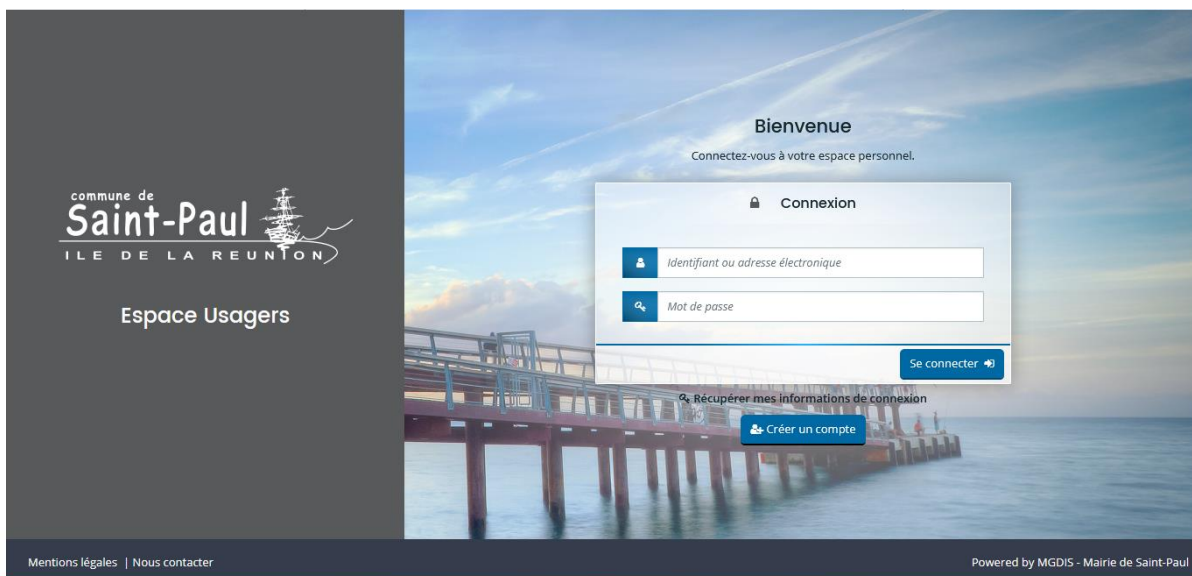 commune de
Saint-Paul
ILE DE LA REUNION
Espace Usagers
Bienvenue
Connectez-vous à votre espace personnel.
Connexion
Identifiant ou adresse électronique
Mot de passe
Se connecter
Récupérer mes informations de connexion
Créer un compte
Mentions légales | Nous contacter
Powered by MGDIS - Mairie de Saint-Paul